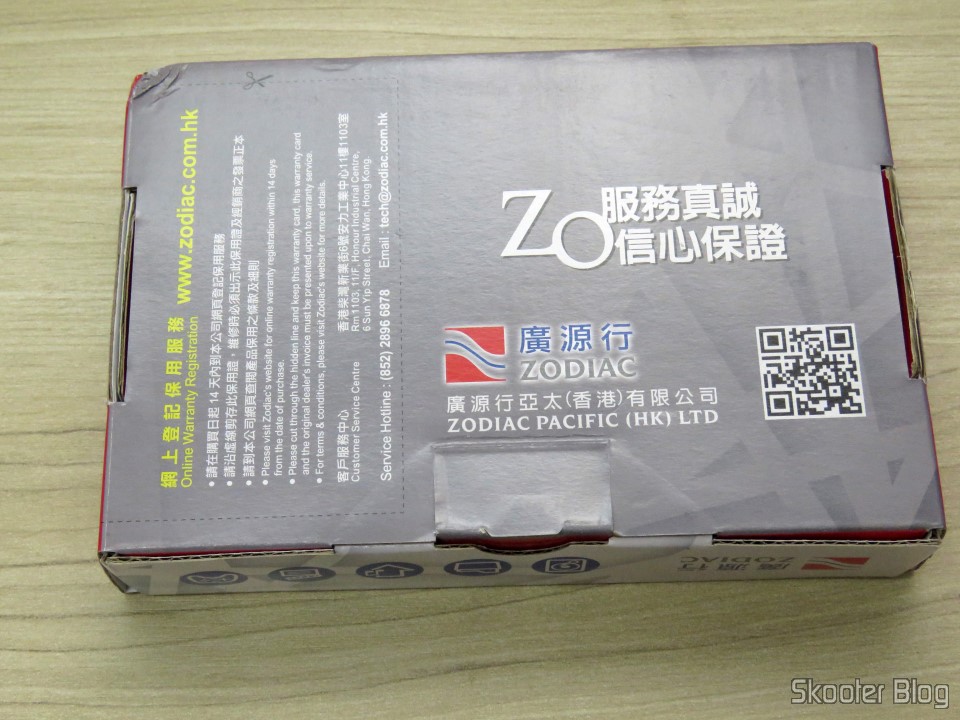 網上登記保用服務 www.zodiac.com.hk
Online Warranty Registration
• 請在購買日起 14 天內到本公司網頁登記保用服務
• 請沿虛線剪存此保用證，維修時必須出示此保用證及經銷商之發票正本
• 請到本公司網頁查閱產品保用之條款及細則
• Please visit Zodiac's website for online warranty registration within 14 days
from the date of purchase.
• Please cut through the hidden line and keep this warranty card, this warranty card
and the original dealer's invoice must be presented upon to warranty service.
• For terms & conditions, please visit Zodiac's website for more details.
客戶服務中心
Customer Service Centre
香港柴灣新業街6號安力工業中心11樓1103室
Rm 1103, 11/F, Honour Industrial Centre,
6 Sun Yip Street, Chai Wan, Hong Kong.
Service Hotline : (852) 2896 6878 Email : tech@zodiac.com.hk
Zo 服務真誠
信心保證
廣源行
ZODIAC
廣源行亞太(香港)有限公司
ZODIAC PACIFIC (HK) LTD
廣源行
ZODIAC
Skooter Blog